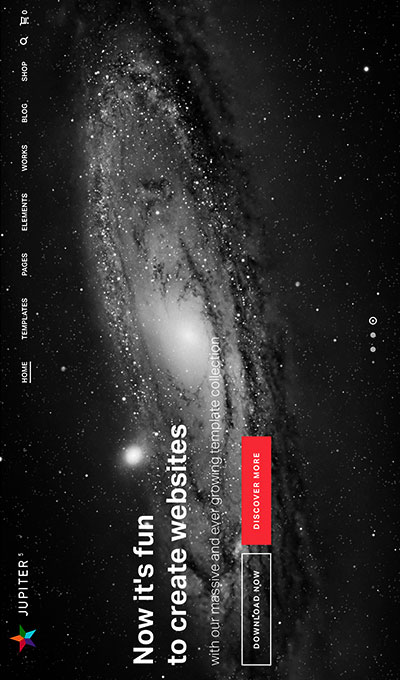 JUPITER 5
HOME TEMPLATES PAGES ELEMENTS WORKS BLOG SHOP 0
Now it's fun
to create websites
with our massive and ever growing template collection
DOWNLOAD NOW DISCOVER MORE